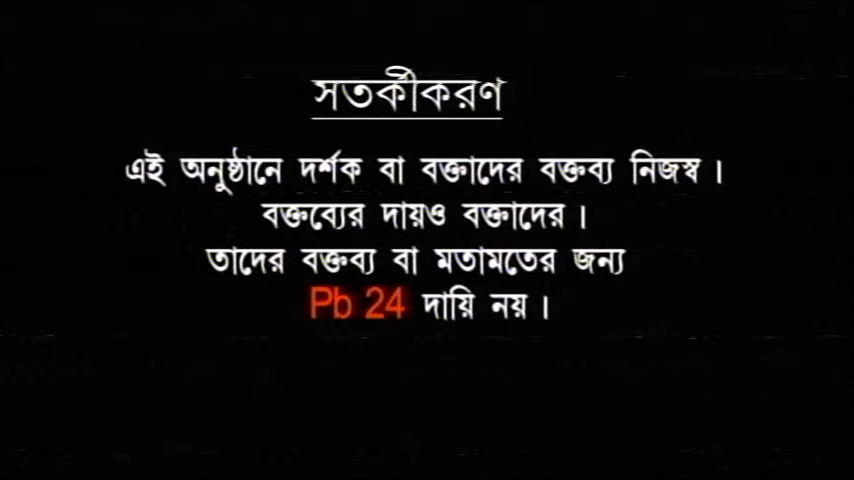 সতর্কীকরণ
এই অনুষ্ঠানে দর্শক বা বক্তাদের বক্তব্য নিজস্ব।
বক্তব্যের দায়ও বক্তাদের।
তাদের বক্তব্য বা মতামতের জন্য
Pb 24 দায়ি নয়।